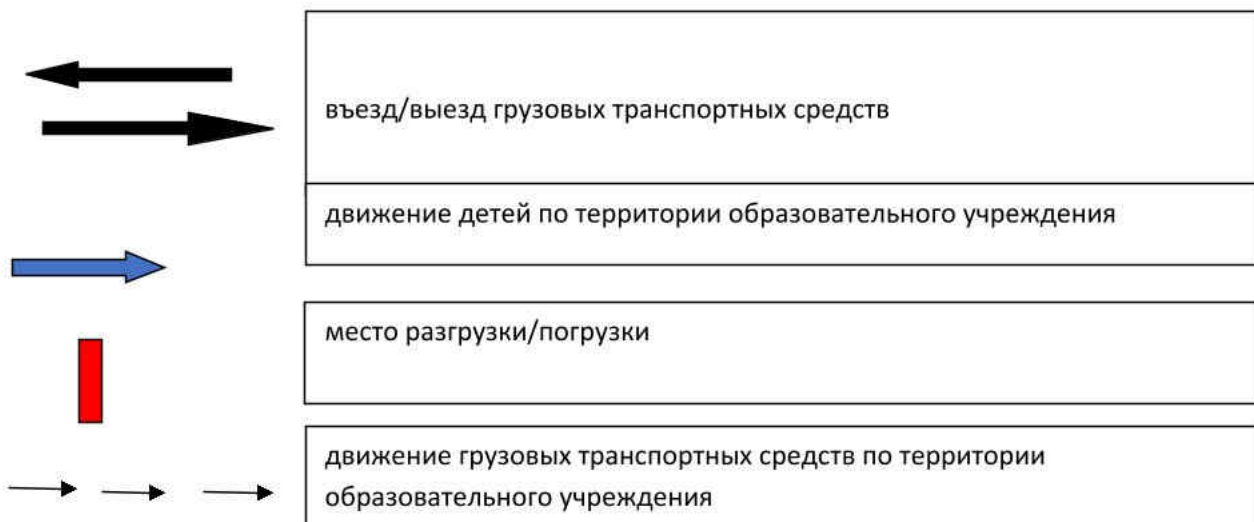 въезд/выезд грузовых транспортных средств
движение детей по территории образовательного учреждения
место разгрузки/погрузки
движение грузовых транспортных средств по территории
образовательного учреждения